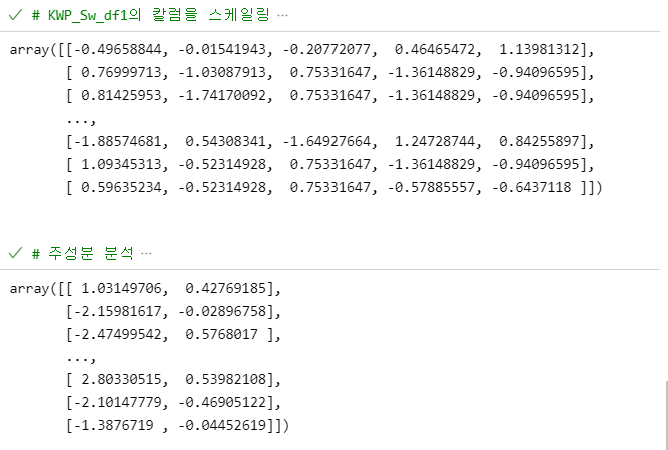 # KWP_Sw_df1의 칼럼을 스케일링 ···
array([[-0.49658844, -0.01541943, -0.20772077,  0.46465472,  1.13981312],
       [ 0.76999713, -1.03087913,  0.75331647, -1.36148829, -0.94096595],
       [ 0.81425953, -1.74170092,  0.75331647, -1.36148829, -0.94096595],
       ...,
       [-1.88574681,  0.54308341, -1.64927664,  1.24728744,  0.84255897],
       [ 1.09345313, -0.52314928,  0.75331647, -1.36148829, -0.94096595],
       [ 0.59635234, -0.52314928,  0.75331647, -0.57885557, -0.6437118 ]])
# 주성분 분석 ···
array([[ 1.03149706,  0.42769185],
       [-2.15981617, -0.02896758],
       [-2.47499542,  0.5768017 ],
       ...,
       [ 2.80330515,  0.53982108],
       [-2.10147779, -0.46905122],
       [-1.3876719 , -0.04452619]])